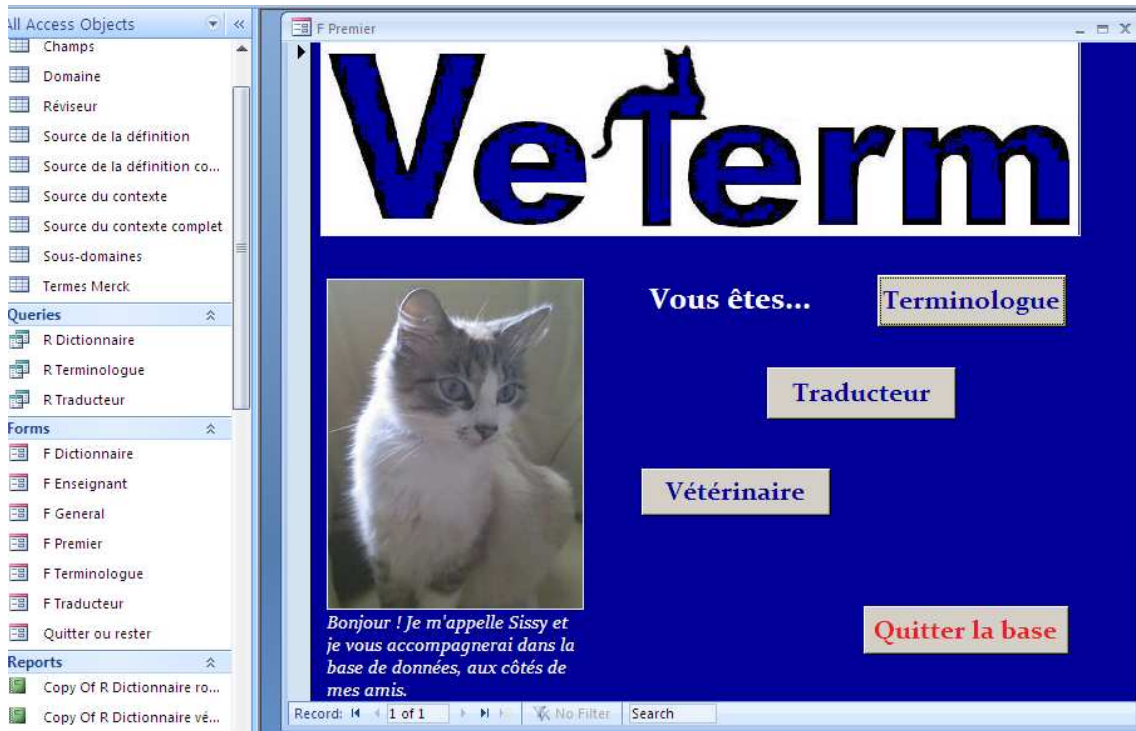 All Access Objects
Champs
Domaine
Réviseur
Source de la définition
Source de la définition co...
Source du contexte
Source du contexte complet
Sous-domaines
Termes Merck
Queries
R Dictionnaire
R Terminologue
R Traducteur
Forms
F Dictionnaire
F Enseignant
F General
F Premier
F Terminologue
F Traducteur
Quitter ou rester
Reports
Copy Of R Dictionnaire ro...
Copy Of R Dictionnaire vé...
F Premier
VeTerm
Vous êtes...
Terminologue
Traducteur
Vétérinaire
Quitter la base
Bonjour ! Je m'appelle Sissy et
je vous accompagnerai dans la
base de données, aux côtés de
mes amis.
Record: 1 of 1 No Filter Search